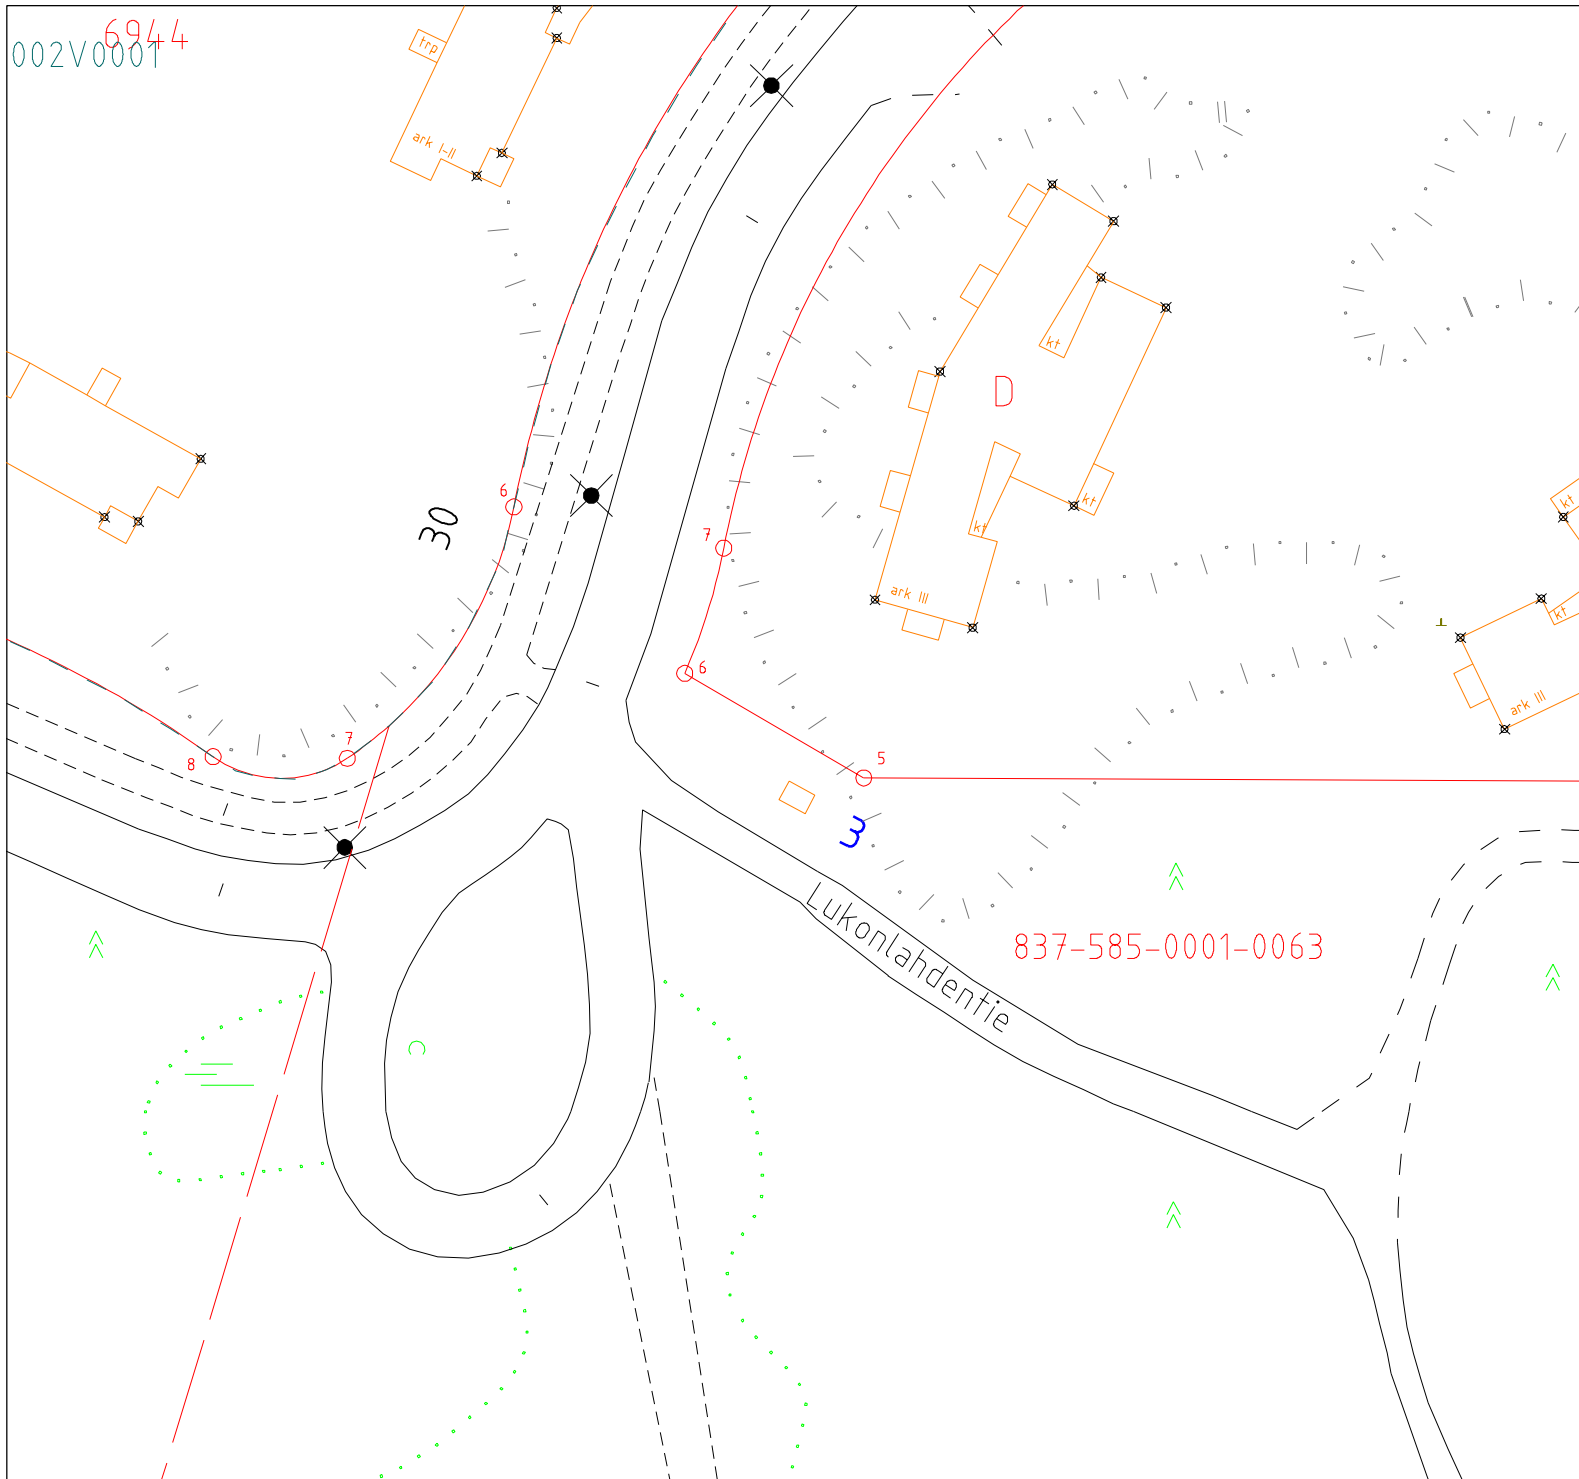 6944
002V0001
trp
ark I-II
kt
D
kt
kt
kt
6
30
7
ark III
kt
6
ark III
7
8
5
3
Lukonlahdentie
837-585-0001-0063